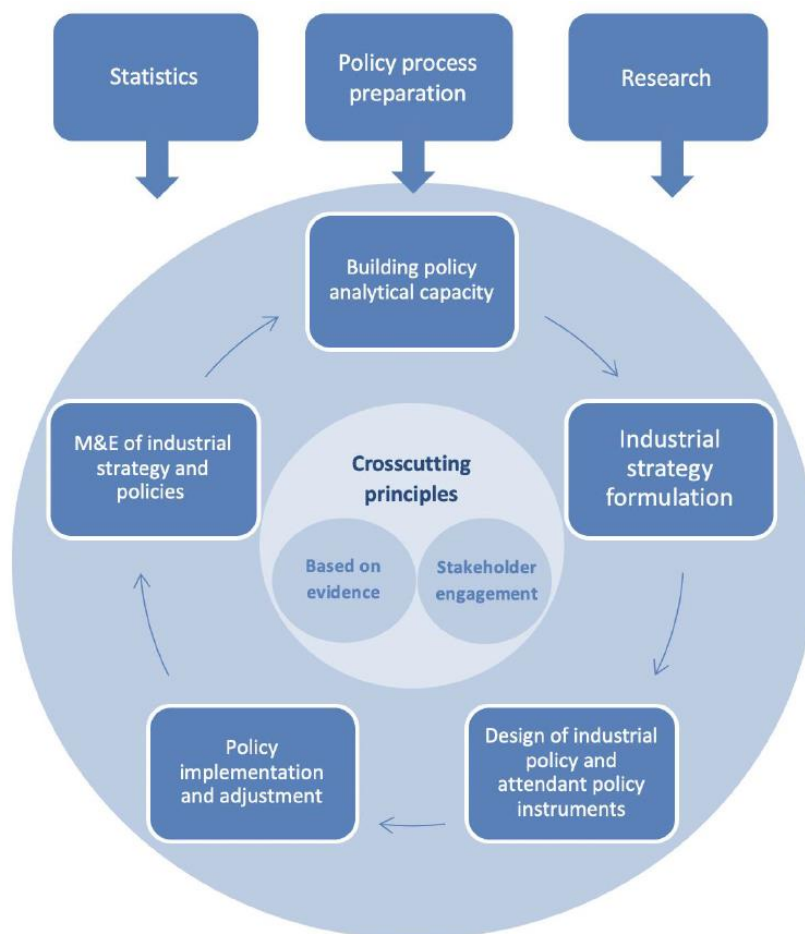 Statistics
Policy process
preparation
Research
Building policy
analytical capacity
M&E of industrial
strategy and
policies
Industrial
strategy
formulation
Crosscutting
principles
Based on
evidence
Stakeholder
engagement
Policy
implementation
and adjustment
Design of industrial
policy and
attendant policy
instruments